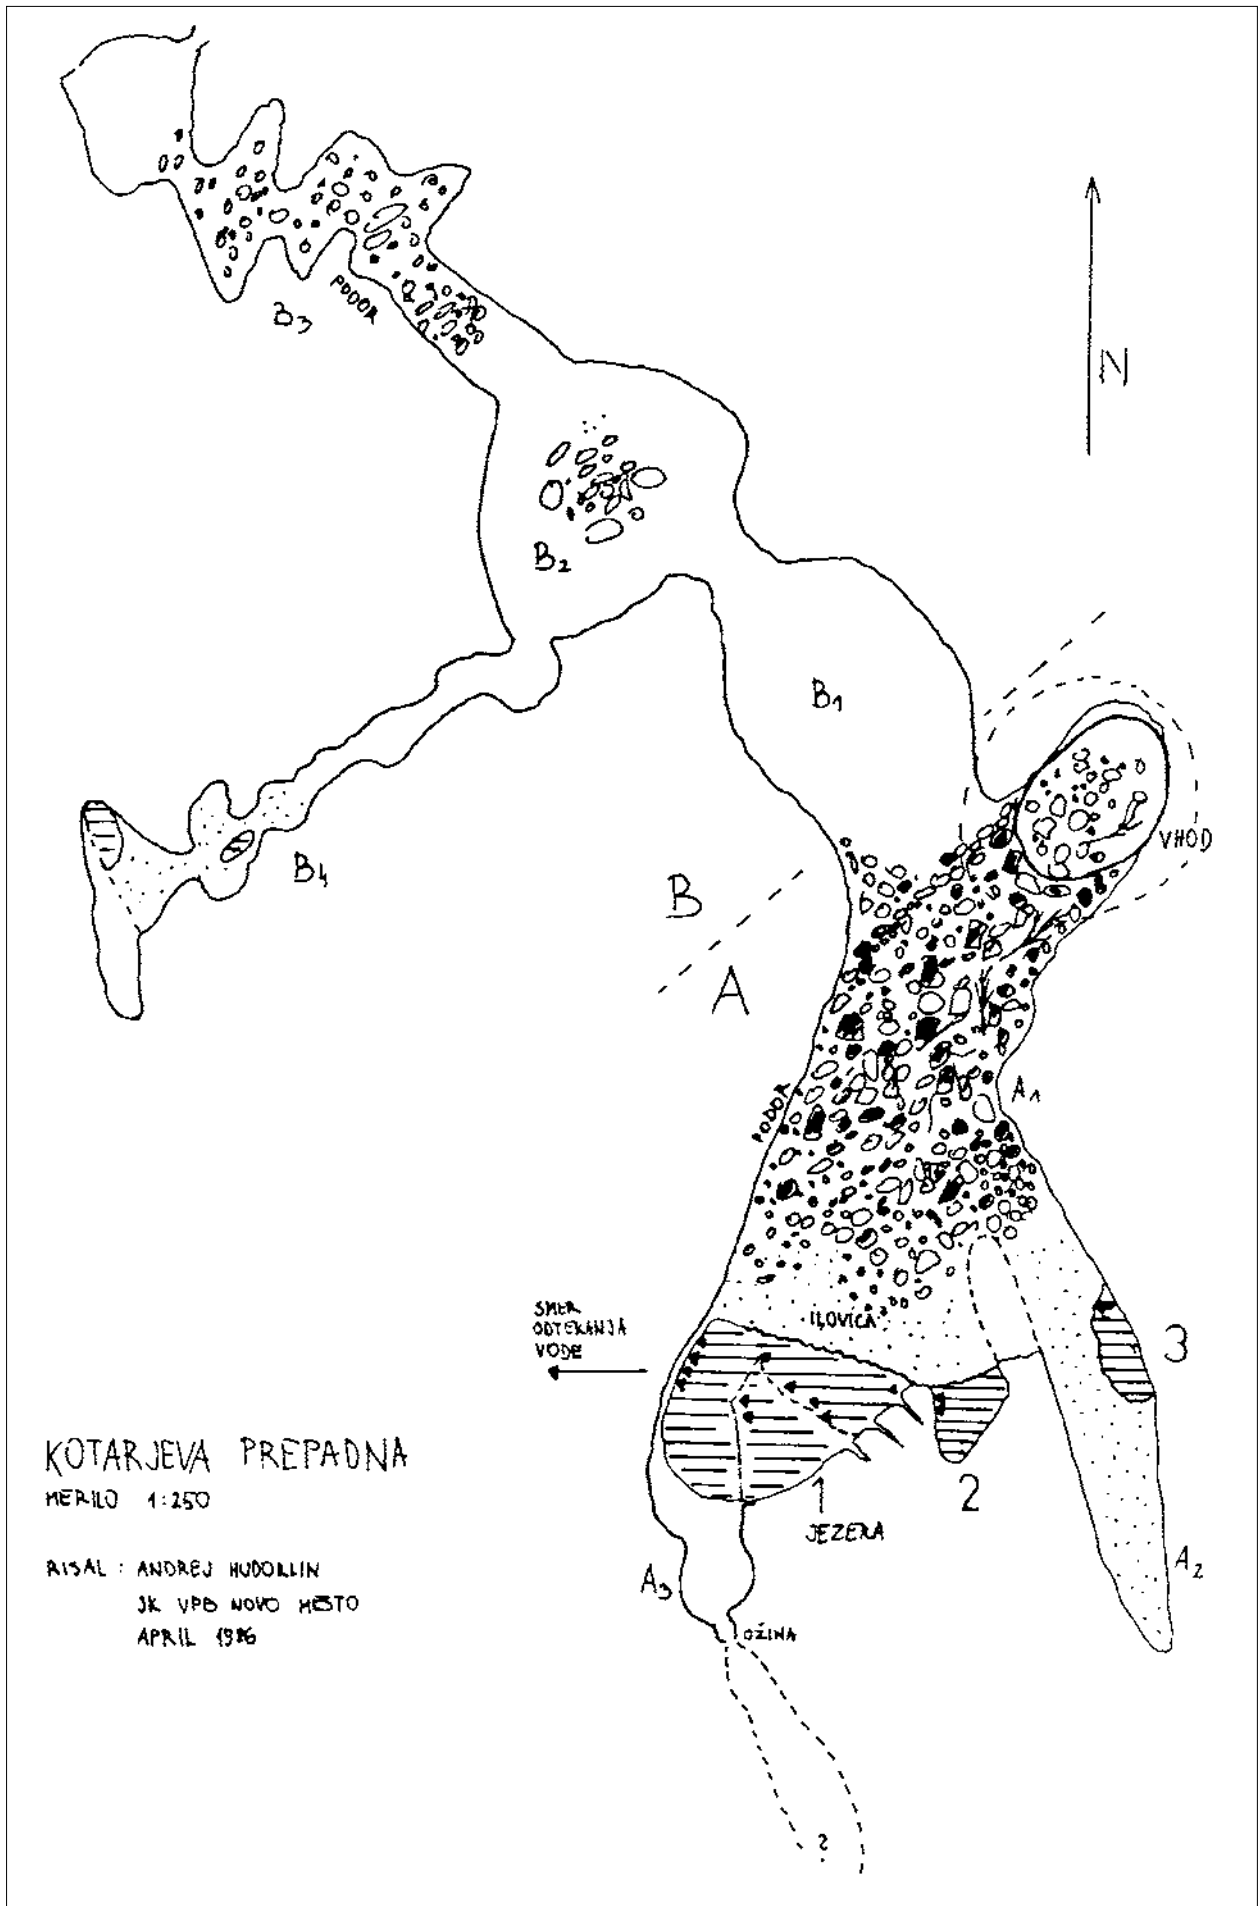 B3
PODOR
N
B2
B1
VHOD
B4
B
A
A1
PODOR
ILOVICA
SMER
ODTEKANJA
VODE
3
1
2
JEZERA
KOTARJEVA PREPADNA
MERILO 1:250
RISAL : ANDREJ HUDOKLIN
JK VPB NOVO MESTO
APRIL 1986
A2
A3
OŽINA
?